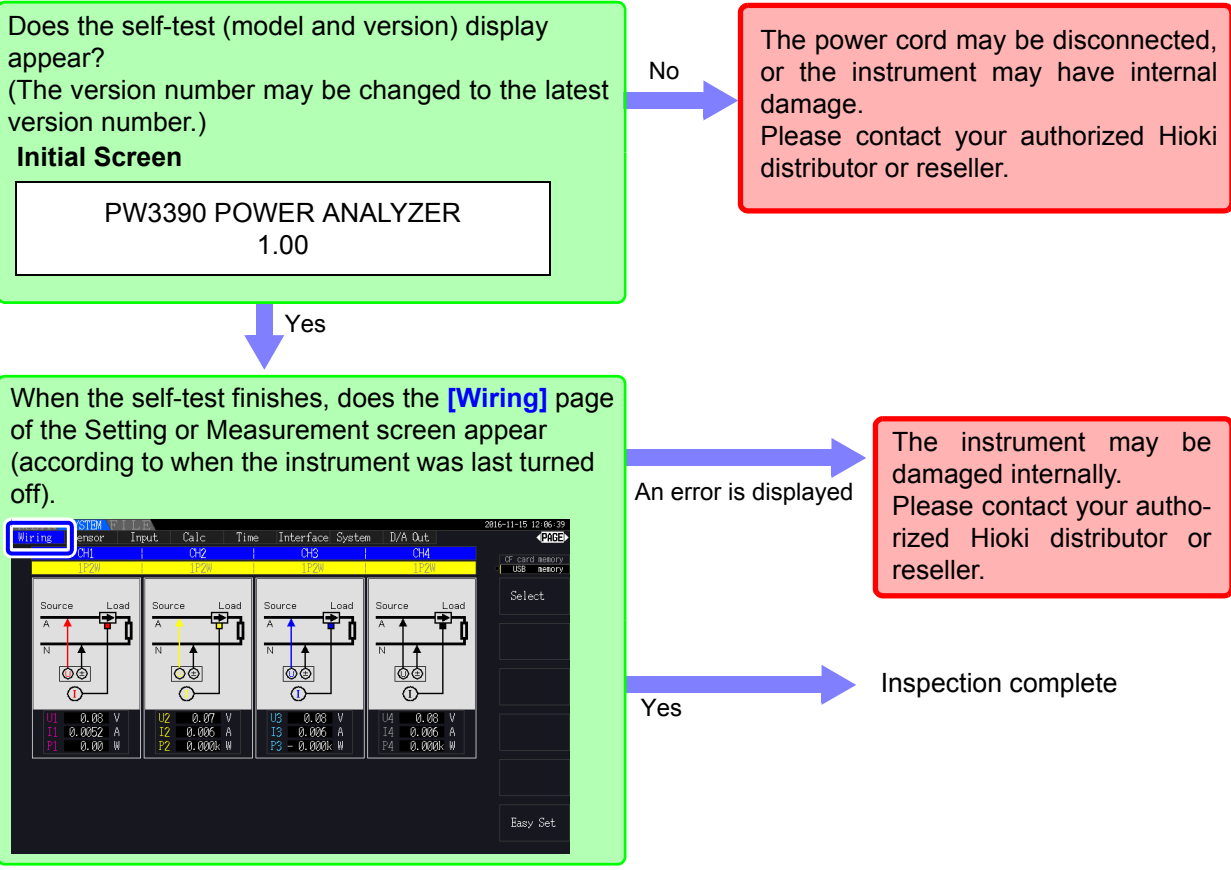 Does the self-test (model and version) display
appear?
(The version number may be changed to the latest
version number.)
Initial Screen
PW3390 POWER ANALYZER
1.00
No
The power cord may be disconnected,
or the instrument may have internal
damage.
Please contact your authorized Hioki
distributor or reseller.
Yes
When the self-test finishes, does the [Wiring] page
of the Setting or Measurement screen appear
(according to when the instrument was last turned
off).
SYSTEM FILE 2016-11-15 12:06:39
Wiring Sensor Input Calc Time Interface System D/A Out PAGE
CH1 CH2 CH3 CH4
1P2W 1P2W 1P2W 1P2W
CF card memory
USB memory
Select
Source Load Source Load Source Load Source Load
A A A A
N N N N
U U U
I I I
U1 0.08 V U2 0.07 V U3 0.08 V U4 0.08 V
I1 0.0052 A I2 0.006 A I3 0.006 A I4 0.006 A
P1 0.00 W P2 0.000k W P3 - 0.000k W P4 0.000k W
Easy Set
An error is displayed
The instrument may be
damaged internally.
Please contact your autho-
rized Hioki distributor or
reseller.
Yes
Inspection complete